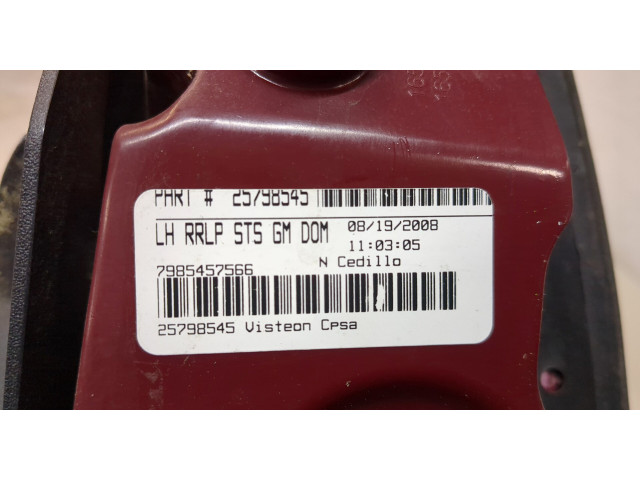 PART # 25798545
LH RRLP STS GM DOM 08/19/2008
11:03:05
7985457566 N Cedillo
25798545 Visteon Cpsa